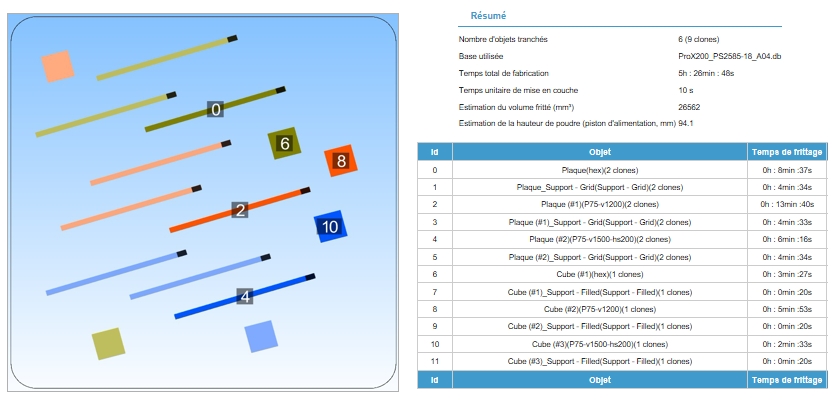 0
6
8
2
10
4
Résumé
Nombre d'objets tranchés 6 (9 clones)
Base utilisée ProX200_PS2585-18_A04.db
Temps total de fabrication 5h : 26min : 48s
Temps unitaire de mise en couche 10 s
Estimation du volume fritté (mm³) 26562
Estimation de la hauteur de poudre (piston d'alimentation, mm) 94.1
Id Objet Temps de frittage
0 Plaque(hex)(2 clones) 0h : 8min :37s
1 Plaque_Support - Grid(Support - Grid)(2 clones) 0h : 4min :34s
2 Plaque (#1)(P75-v1200)(2 clones) 0h : 13min :40s
3 Plaque (#1)_Support - Grid(Support - Grid)(2 clones) 0h : 4min :33s
4 Plaque (#2)(P75-v1500-hs200)(2 clones) 0h : 6min :16s
5 Plaque (#2)_Support - Grid(Support - Grid)(2 clones) 0h : 4min :34s
6 Cube (#1)(hex)(1 clones) 0h : 3min :27s
7 Cube (#1)_Support - Filled(Support - Filled)(1 clones) 0h : 0min :20s
8 Cube (#2)(P75-v1200)(1 clones) 0h : 5min :53s
9 Cube (#2)_Support - Filled(Support - Filled)(1 clones) 0h : 0min :20s
10 Cube (#3)(P75-v1500-hs200)(1 clones) 0h : 2min :33s
11 Cube (#3)_Support - Filled(Support - Filled)(1 clones) 0h : 0min :20s
Id Objet Temps de frittage